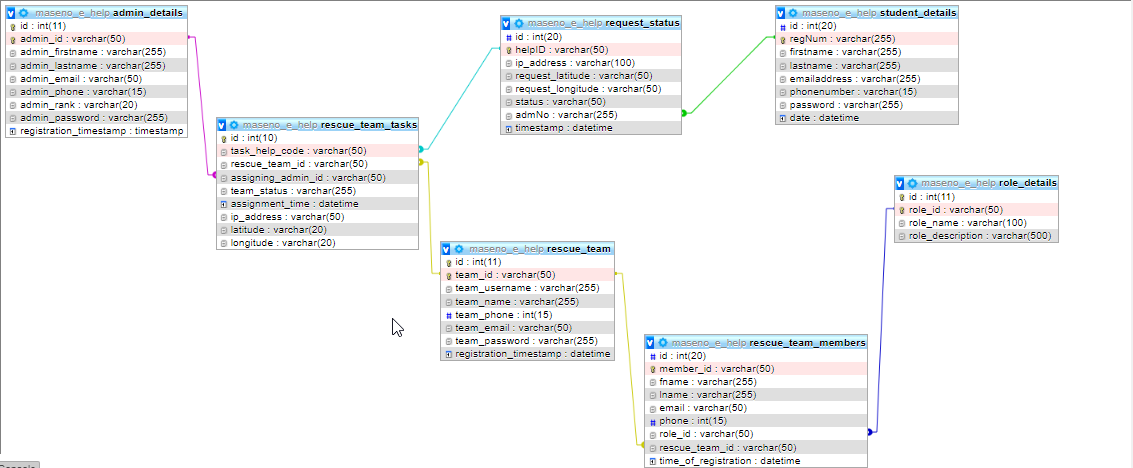 maseno_e_help admin_details
id : int(11)
admin_id : varchar(50)
admin_firstname : varchar(255)
admin_lastname : varchar(255)
admin_email : varchar(50)
admin_phone : varchar(15)
admin_rank : varchar(20)
admin_password : varchar(255)
registration_timestamp : timestamp
maseno_e_help rescue_team_tasks
id : int(10)
task_help_code : varchar(50)
rescue_team_id : varchar(50)
assigning_admin_id : varchar(50)
team_status : varchar(255)
assignment_time : datetime
ip_address : varchar(50)
latitude : varchar(20)
longitude : varchar(20)
maseno_e_help request_status
id : int(20)
helpID : varchar(50)
ip_address : varchar(100)
request_latitude : varchar(50)
request_longitude : varchar(50)
status : varchar(50)
admNo : varchar(255)
timestamp : datetime
maseno_e_help student_details
id : int(20)
regNum : varchar(255)
firstname : varchar(255)
lastname : varchar(255)
emailaddress : varchar(255)
phonenumber : varchar(15)
password : varchar(255)
date : datetime
maseno_e_help role_details
id : int(11)
role_id : varchar(50)
role_name : varchar(100)
role_description : varchar(500)
maseno_e_help rescue_team
id : int(11)
team_id : varchar(50)
team_username : varchar(255)
team_name : varchar(255)
team_phone : int(15)
team_email : varchar(50)
team_password : varchar(255)
registration_timestamp : datetime
maseno_e_help rescue_team_members
id : int(20)
member_id : varchar(50)
fname : varchar(255)
lname : varchar(255)
email : varchar(50)
phone : int(15)
role_id : varchar(50)
rescue_team_id : varchar(50)
time_of_registration : datetime